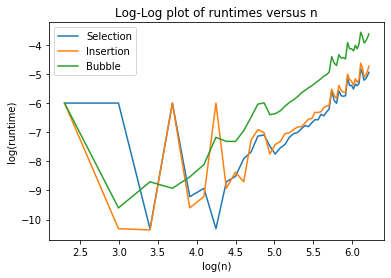 Log-Log plot of runtimes versus n
Selection
Insertion
Bubble
log(runtime)
−4
−5
−6
−7
−8
−9
−10
2.5 3.0 3.5 4.0 4.5 5.0 5.5 6.0
log(n)